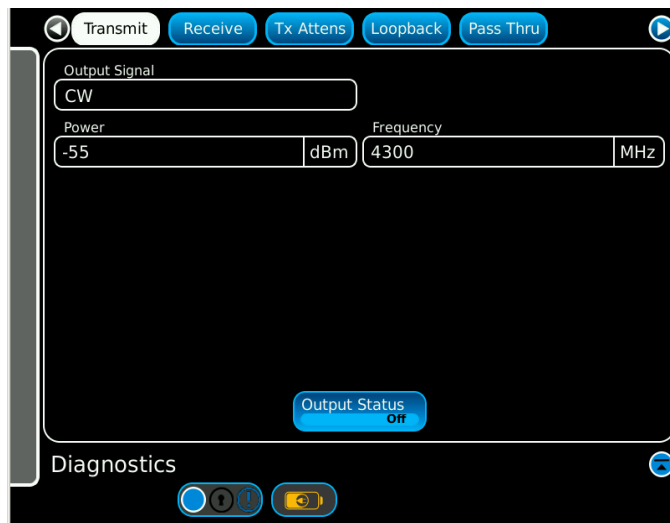 Transmit Receive Tx Attens Loopback Pass Thru
Output Signal
CW
Power Frequency
-55 dBm 4300 MHz
Output Status
Off
Diagnostics